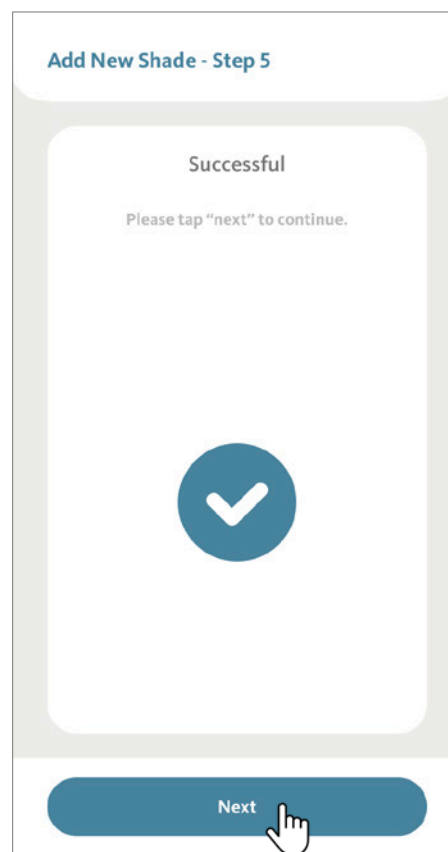 Add New Shade - Step 5
Successful
Please tap “next” to continue.
Next